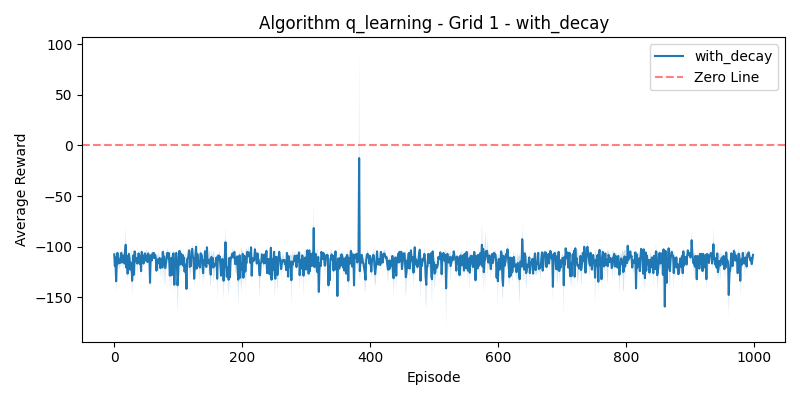 Algorithm q_learning - Grid 1 - with_decay
100
50
0
−50
−100
−150
Average Reward
with_decay
Zero Line
0
200
400
600
800
1000
Episode